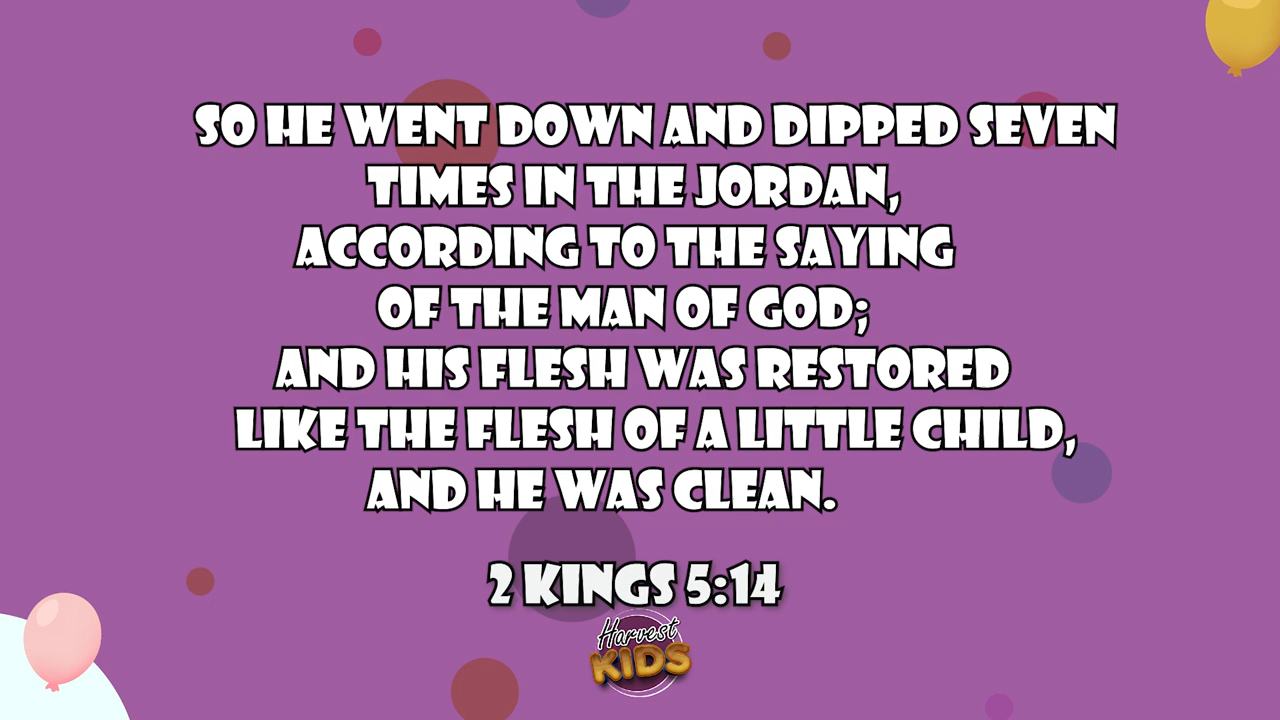 SO HE WENT DOWN AND DIPPED SEVEN
TIMES IN THE JORDAN,
ACCORDING TO THE SAYING
OF THE MAN OF GOD;
AND HIS FLESH WAS RESTORED
LIKE THE FLESH OF A LITTLE CHILD,
AND HE WAS CLEAN.
2 KINGS 5:14
Harvest
KIDS